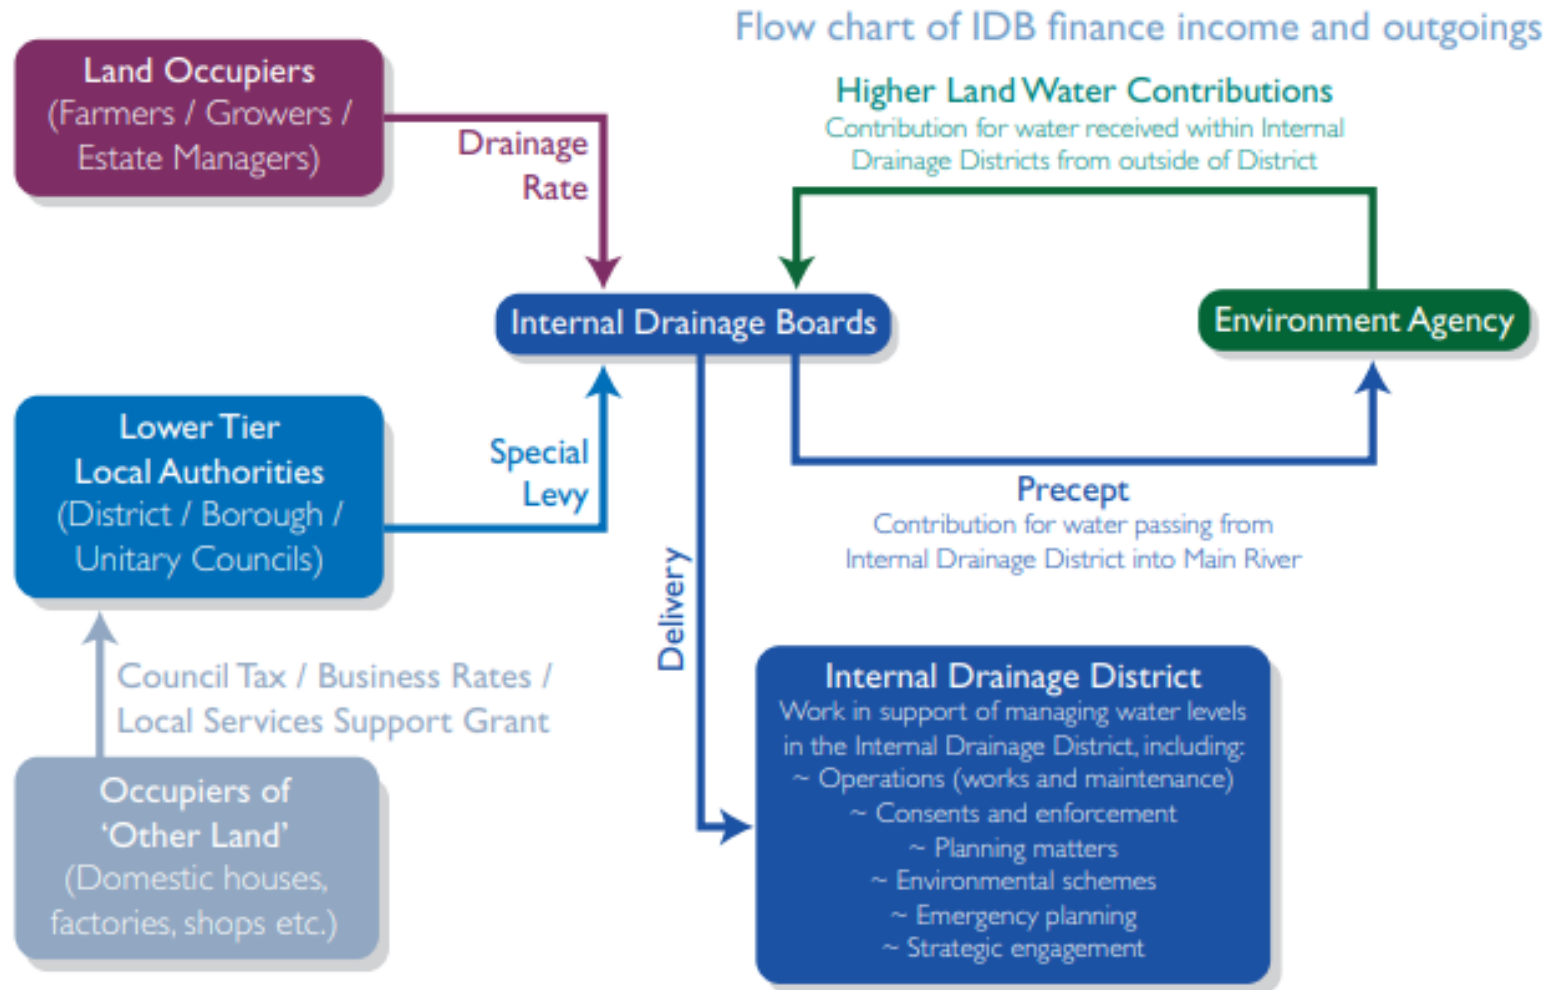 Flow chart of IDB finance income and outgoings
Land Occupiers
(Farmers / Growers /
Estate Managers)
Drainage
Rate
Higher Land Water Contributions
Contribution for water received within Internal
Drainage Districts from outside of District
Internal Drainage Boards
Environment Agency
Lower Tier
Local Authorities
(District / Borough /
Unitary Councils)
Special
Levy
Precept
Contribution for water passing from
Internal Drainage District into Main River
Delivery
Council Tax / Business Rates /
Local Services Support Grant
Occupiers of
‘Other Land’
(Domestic houses,
factories, shops etc.)
Internal Drainage District
Work in support of managing water levels
in the Internal Drainage District, including:
~ Operations (works and maintenance)
~ Consents and enforcement
~ Planning matters
~ Environmental schemes
~ Emergency planning
~ Strategic engagement